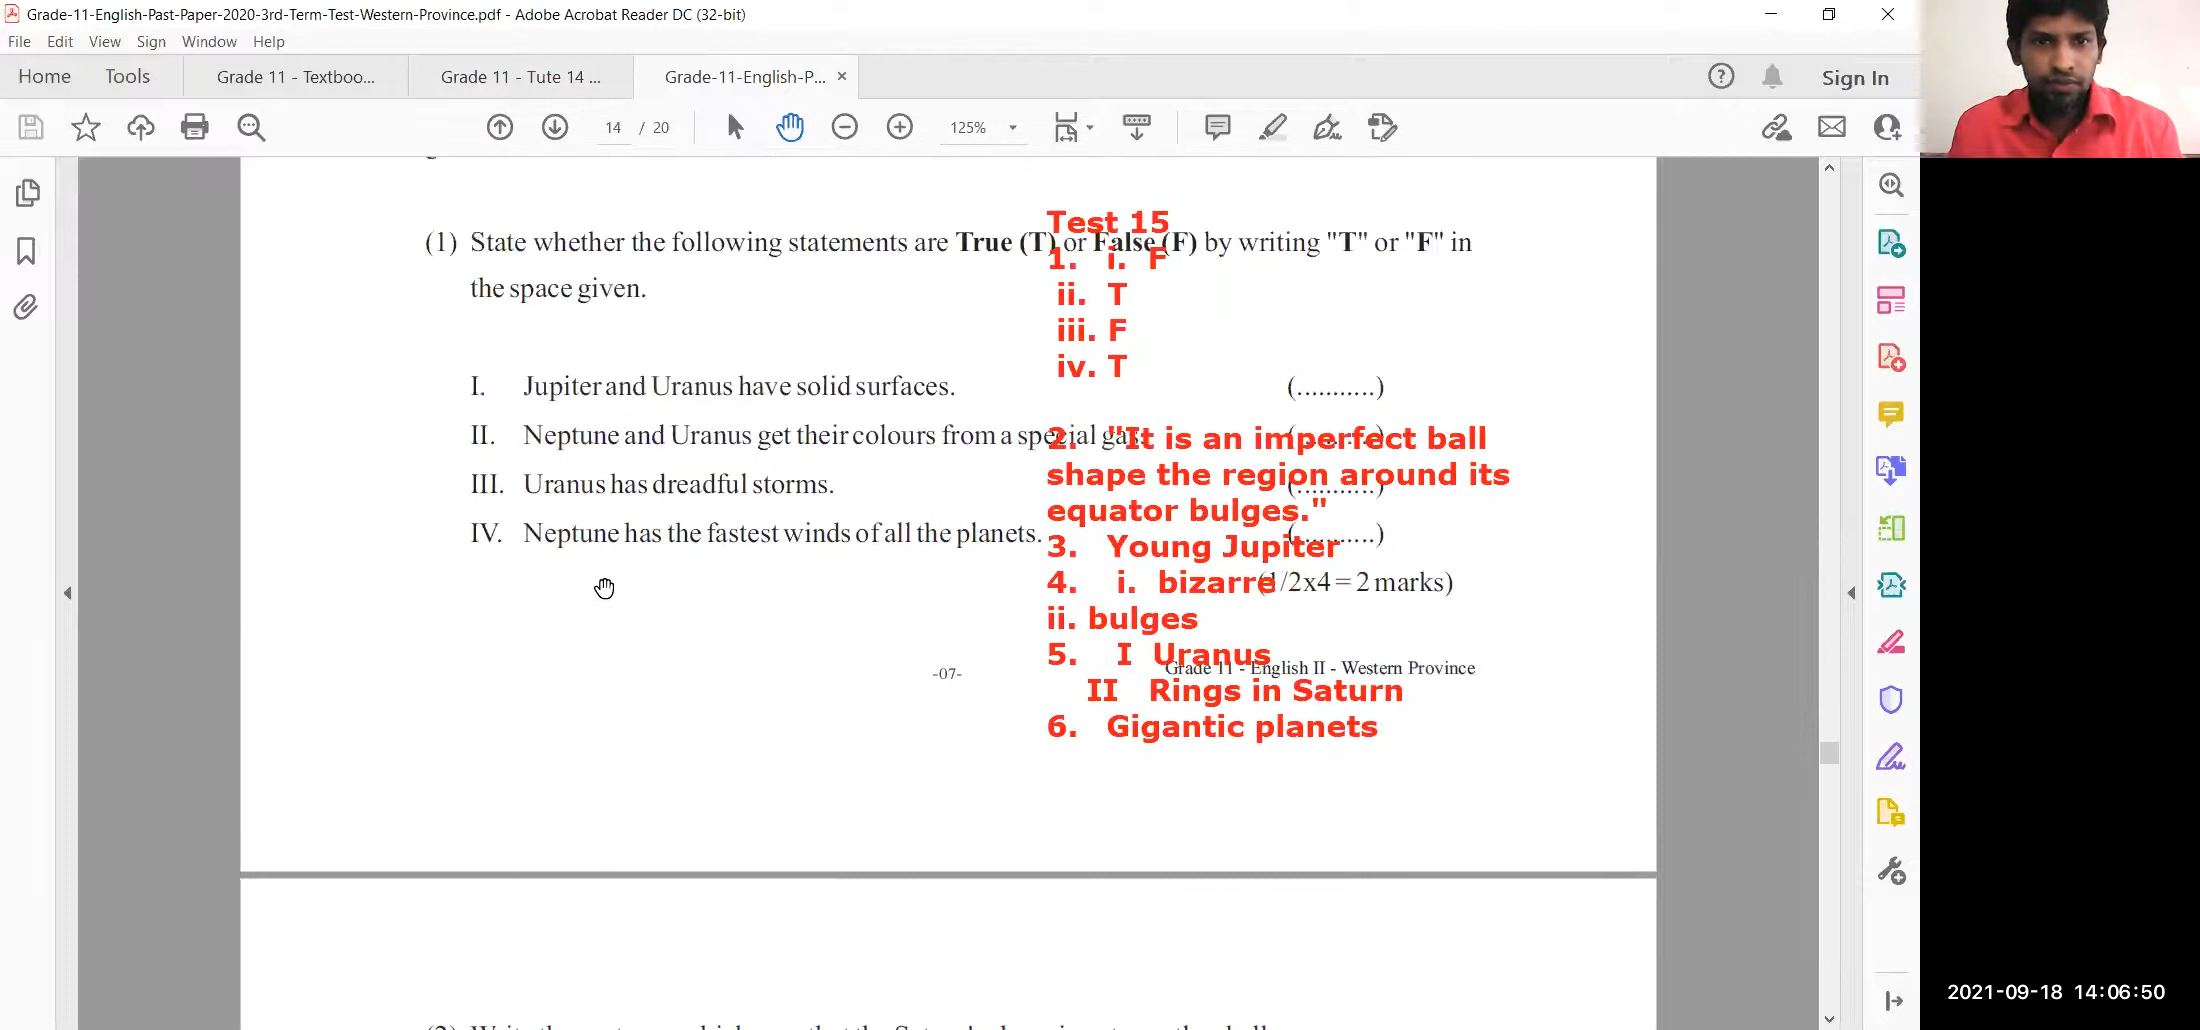 Grade-11-English-Past-Paper-2020-3rd-Term-Test-Western-Province.pdf - Adobe Acrobat Reader DC (32-bit)
File Edit View Sign Window Help
Home Tools Grade 11 - Textboo... Grade 11 - Tute 14 ... Grade-11-English-P... × Sign In
14 / 20 125%
Test 15
(1) State whether the following statements are True (T) or False (F) by writing "T" or "F" in
1. i. F
the space given.
ii. T
iii. F
iv. T
I. Jupiter and Uranus have solid surfaces. (..........)
II. Neptune and Uranus get their colours from a special gas. (..........)
2. "It is an imperfect ball
shape the region around its
equator bulges."
III. Uranus has dreadful storms. (..........)
IV. Neptune has the fastest winds of all the planets. (..........)
3. Young Jupiter
4. i. bizarre
(1/2x4 = 2 marks)
ii. bulges
5. I Uranus
-07- Grade 11 - English II - Western Province
II Rings in Saturn
6. Gigantic planets
2021-09-18 14:06:50